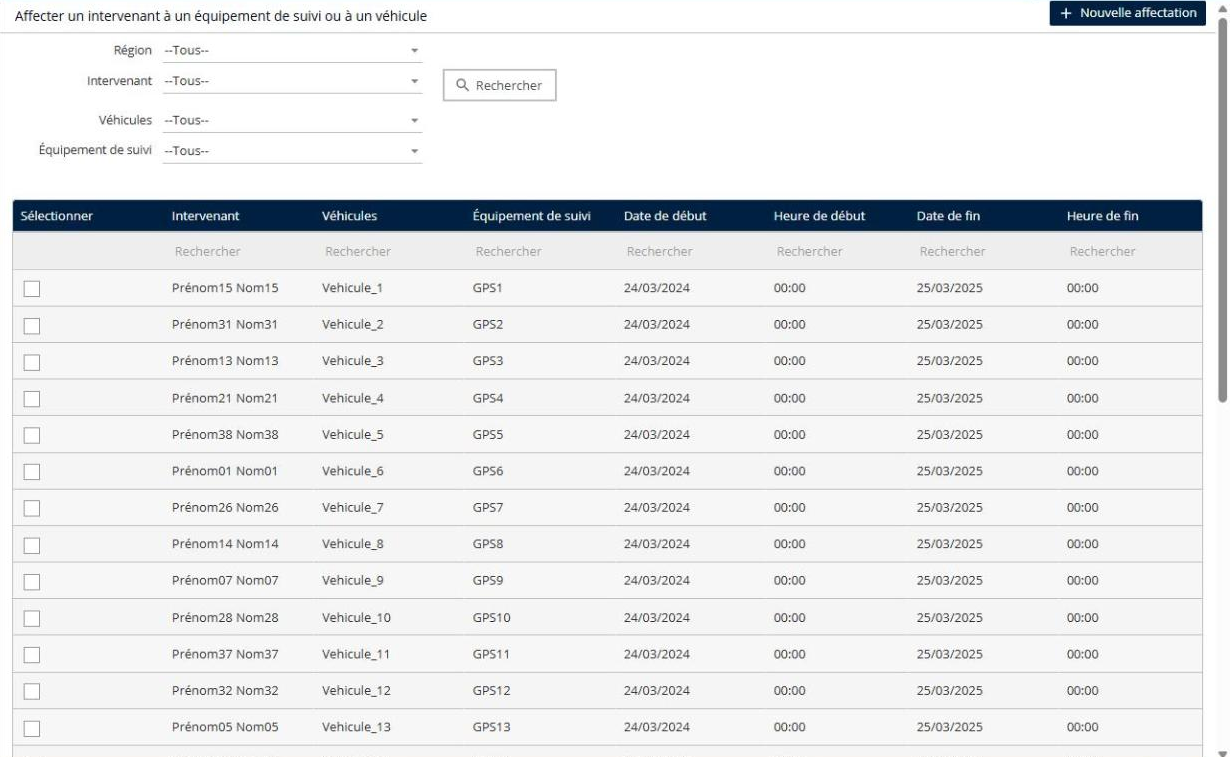 Affecter un intervenant à un équipement de suivi ou à un véhicule
+ Nouvelle affectation
Région --Tous--
Intervenant --Tous--
Rechercher
Véhicules --Tous--
Équipement de suivi --Tous--
Sélectionner Intervenant Véhicules Équipement de suivi Date de début Heure de début Date de fin Heure de fin
Rechercher Rechercher Rechercher Rechercher Rechercher Rechercher Rechercher
Prénom15 Nom15 Vehicule_1 GPS1 24/03/2024 00:00 25/03/2025 00:00
Prénom31 Nom31 Vehicule_2 GPS2 24/03/2024 00:00 25/03/2025 00:00
Prénom13 Nom13 Vehicule_3 GPS3 24/03/2024 00:00 25/03/2025 00:00
Prénom21 Nom21 Vehicule_4 GPS4 24/03/2024 00:00 25/03/2025 00:00
Prénom38 Nom38 Vehicule_5 GPS5 24/03/2024 00:00 25/03/2025 00:00
Prénom01 Nom01 Vehicule_6 GPS6 24/03/2024 00:00 25/03/2025 00:00
Prénom26 Nom26 Vehicule_7 GPS7 24/03/2024 00:00 25/03/2025 00:00
Prénom14 Nom14 Vehicule_8 GPS8 24/03/2024 00:00 25/03/2025 00:00
Prénom07 Nom07 Vehicule_9 GPS9 24/03/2024 00:00 25/03/2025 00:00
Prénom28 Nom28 Vehicule_10 GPS10 24/03/2024 00:00 25/03/2025 00:00
Prénom37 Nom37 Vehicule_11 GPS11 24/03/2024 00:00 25/03/2025 00:00
Prénom32 Nom32 Vehicule_12 GPS12 24/03/2024 00:00 25/03/2025 00:00
Prénom05 Nom05 Vehicule_13 GPS13 24/03/2024 00:00 25/03/2025 00:00